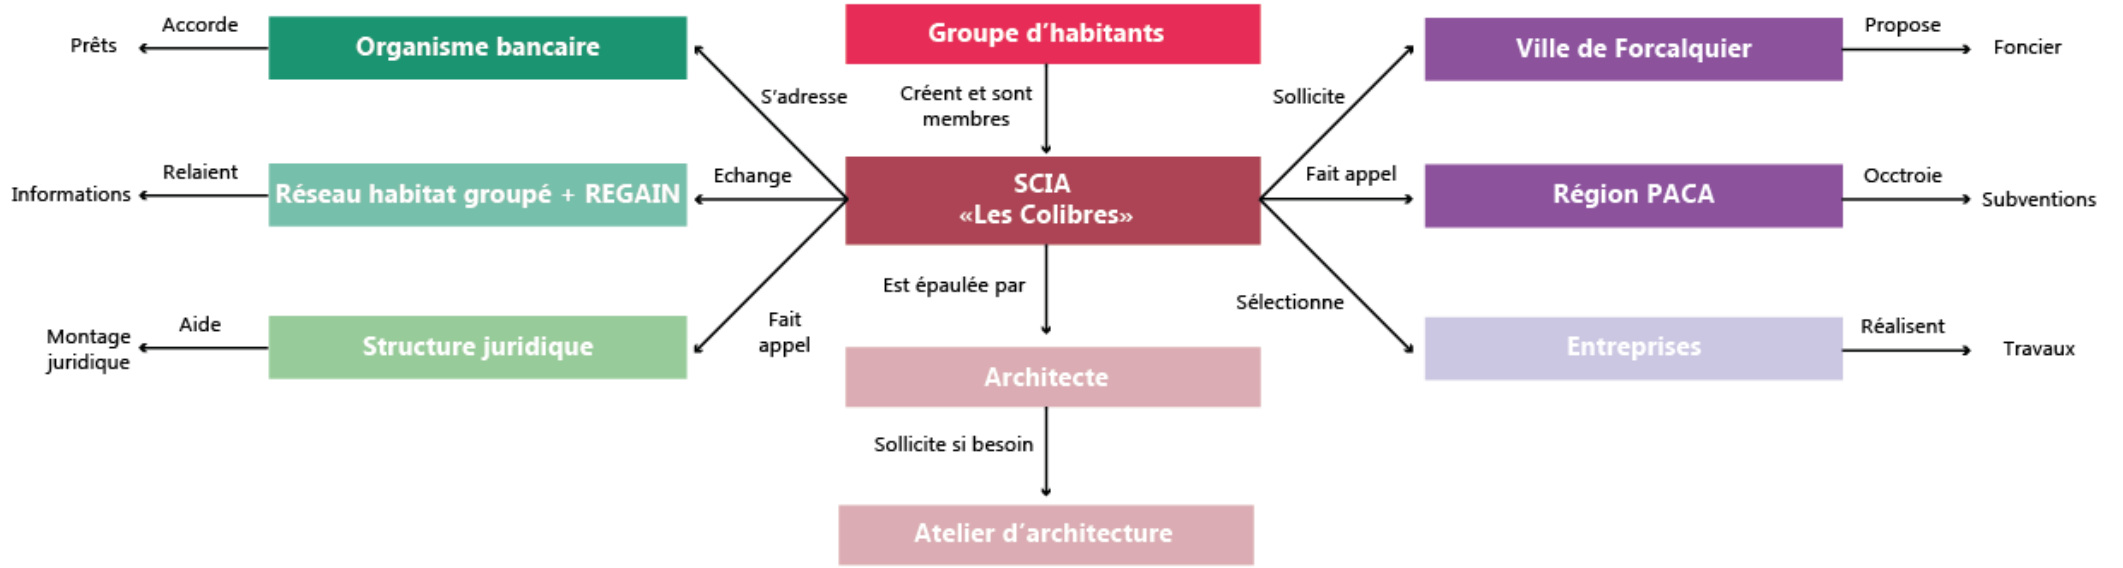 Groupe d’habitants
Créent et sont
membres
SCIA
«Les Colibres»
Est épaulée par
Architecte
Sollicite si besoin
Atelier d’architecture
S’adresse
Organisme bancaire
Accorde
Prêts
Echange
Réseau habitat groupé + REGAIN
Relaient
Informations
Fait
appel
Structure juridique
Aide
Montage
juridique
Sollicite
Ville de Forcalquier
Propose
Foncier
Fait appel
Région PACA
Occtroie
Subventions
Sélectionne
Entreprises
Réalisent
Travaux